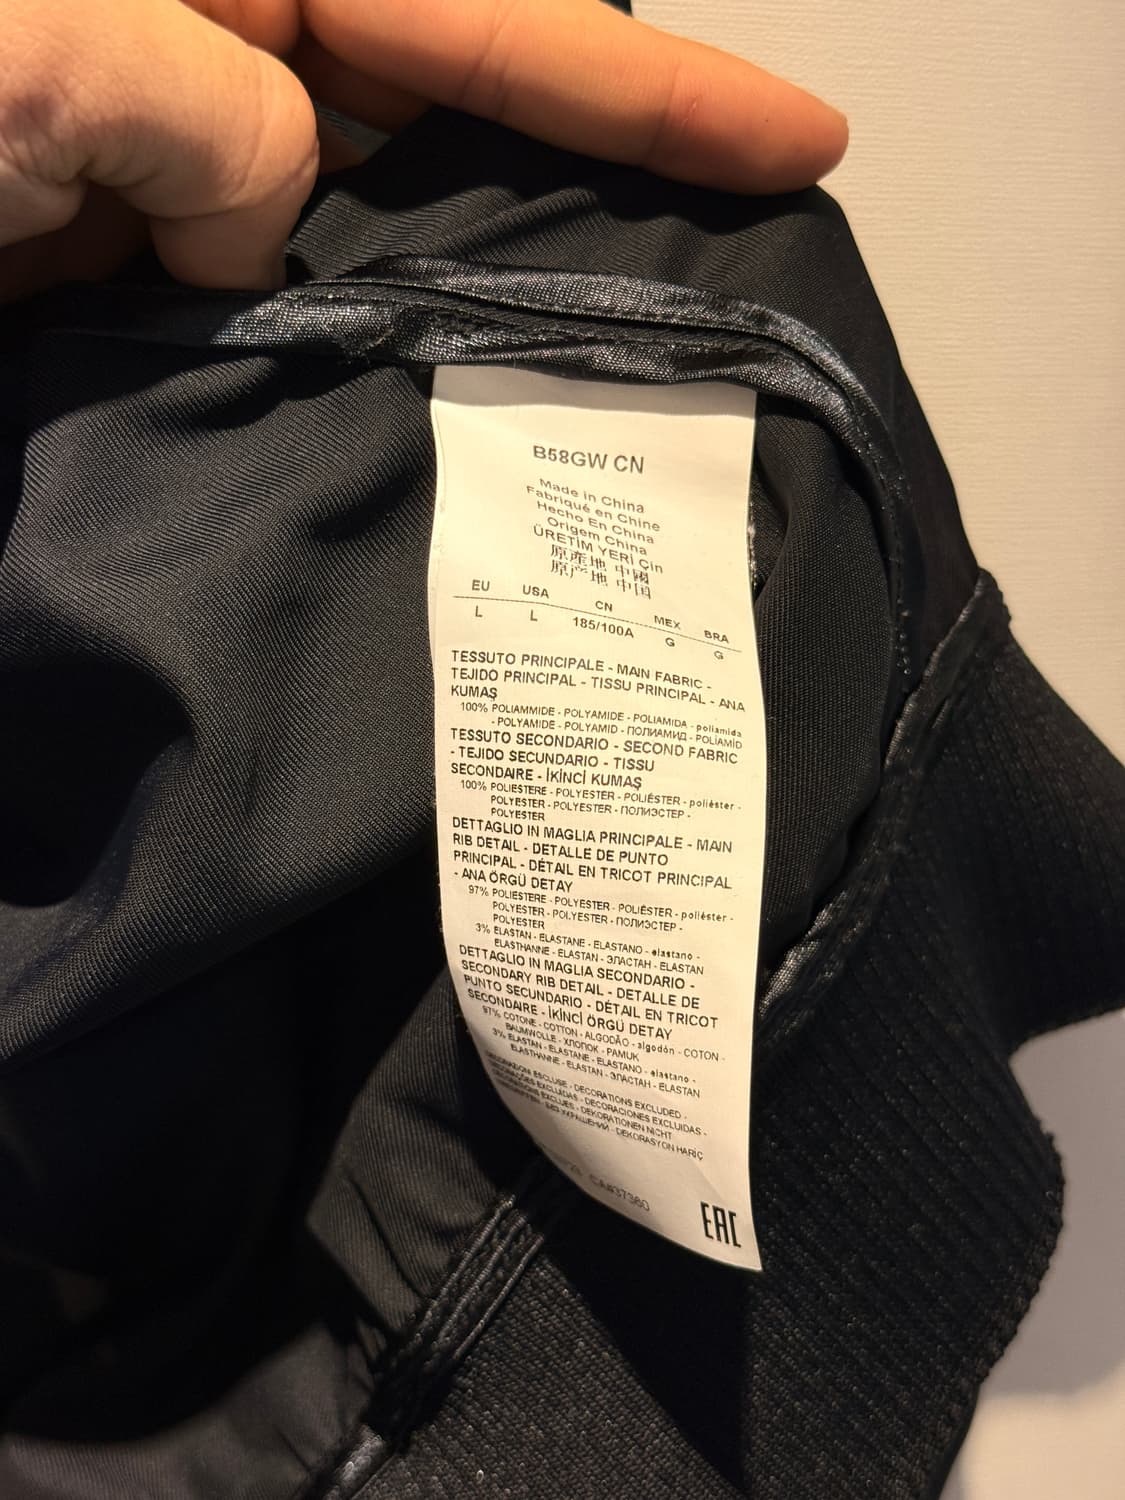 B58GW CN
Made in China
Fabriqué en Chine
Hecho En China
Origem China
ÜRETİM YERİ Çin
原產地 中國
原产地 中国
EU USA CN MEX BRA
L L 185/100A G G
TESSUTO PRINCIPALE - MAIN FABRIC -
TEJIDO PRINCIPAL - TISSU PRINCIPAL - ANA
KUMAŞ
100% POLIAMMIDE - POLYAMIDE - POLIAMIDA - poliamida
- POLYAMIDE - POLYAMID - ПОЛИАМИД - POLİAMİD
TESSUTO SECONDARIO - SECOND FABRIC
- TEJIDO SECUNDARIO - TISSU
SECONDAIRE - İKİNCİ KUMAŞ
100% POLIESTERE - POLYESTER - POLIÉSTER - poliéster -
POLYESTER - POLYESTER - ПОЛИЭСТЕР -
POLYESTER
DETTAGLIO IN MAGLIA PRINCIPALE - MAIN
RIB DETAIL - DETALLE DE PUNTO
PRINCIPAL - DÉTAIL EN TRICOT PRINCIPAL
- ANA ÖRGÜ DETAY
97% POLIESTERE - POLYESTER - POLIÉSTER - poliéster -
POLYESTER - POLYESTER - ПОЛИЭСТЕР -
POLYESTER
3% ELASTAN - ELASTANE - ELASTANO - elastano -
ELASTHANNE - ELASTAN - ЭЛАСТАН - ELASTAN
DETTAGLIO IN MAGLIA SECONDARIO -
SECONDARY RIB DETAIL - DETALLE DE
PUNTO SECUNDARIO - DÉTAIL EN TRICOT
SECONDAIRE - İKİNCİ ÖRGÜ DETAY
97% COTONE - COTTON - ALGODÃO - algodón - COTON -
BAUMWOLLE - ХЛОПОК - PAMUK
3% ELASTAN - ELASTANE - ELASTANO - elastano -
ELASTHANNE - ELASTAN - ЭЛАСТАН - ELASTAN
DECORAZIONI ESCLUSE - DECORATIONS EXCLUDED -
DECORAÇÕES EXCLUÍDAS - DECORACIONES EXCLUIDAS -
DECORATIONS EXCLUES - DEKORATIONEN NICHT
- БЕЗ УКРАШЕНИЙ - DEKORASYON HARİÇ
CA#37360
EAC